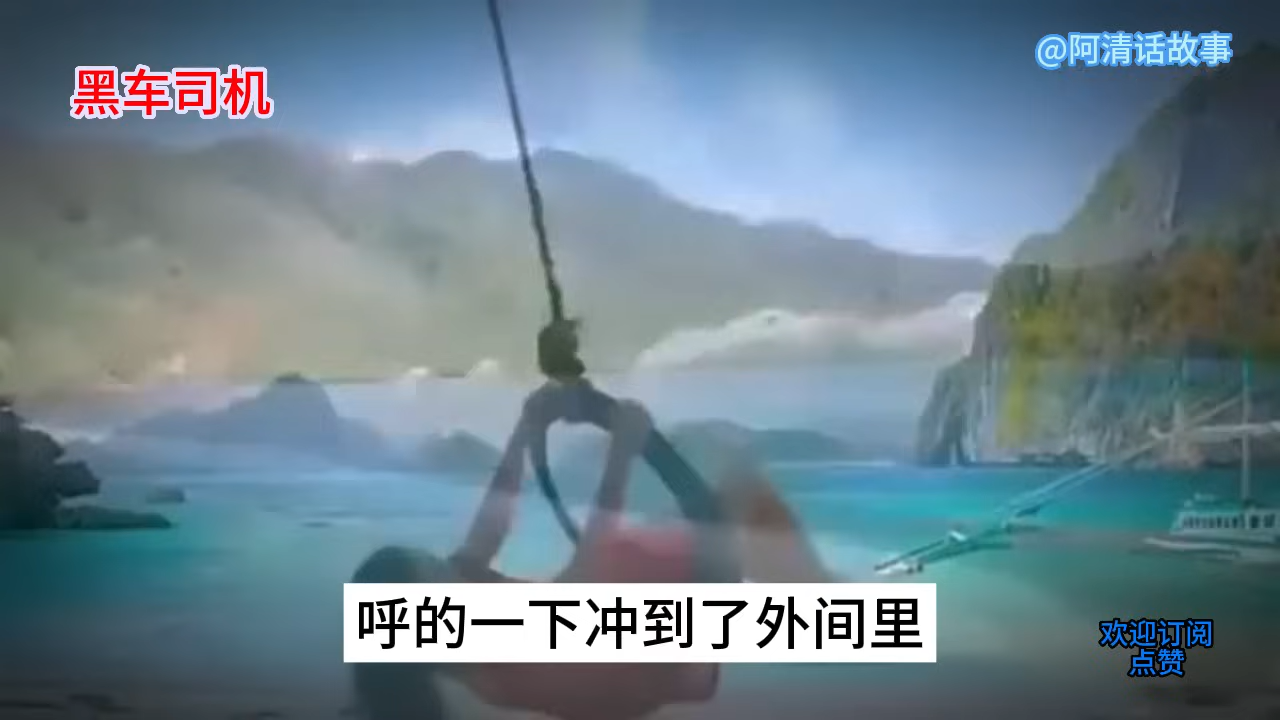 @阿清话故事
黑车司机
呼的一下冲到了外间里
欢迎订阅
点赞